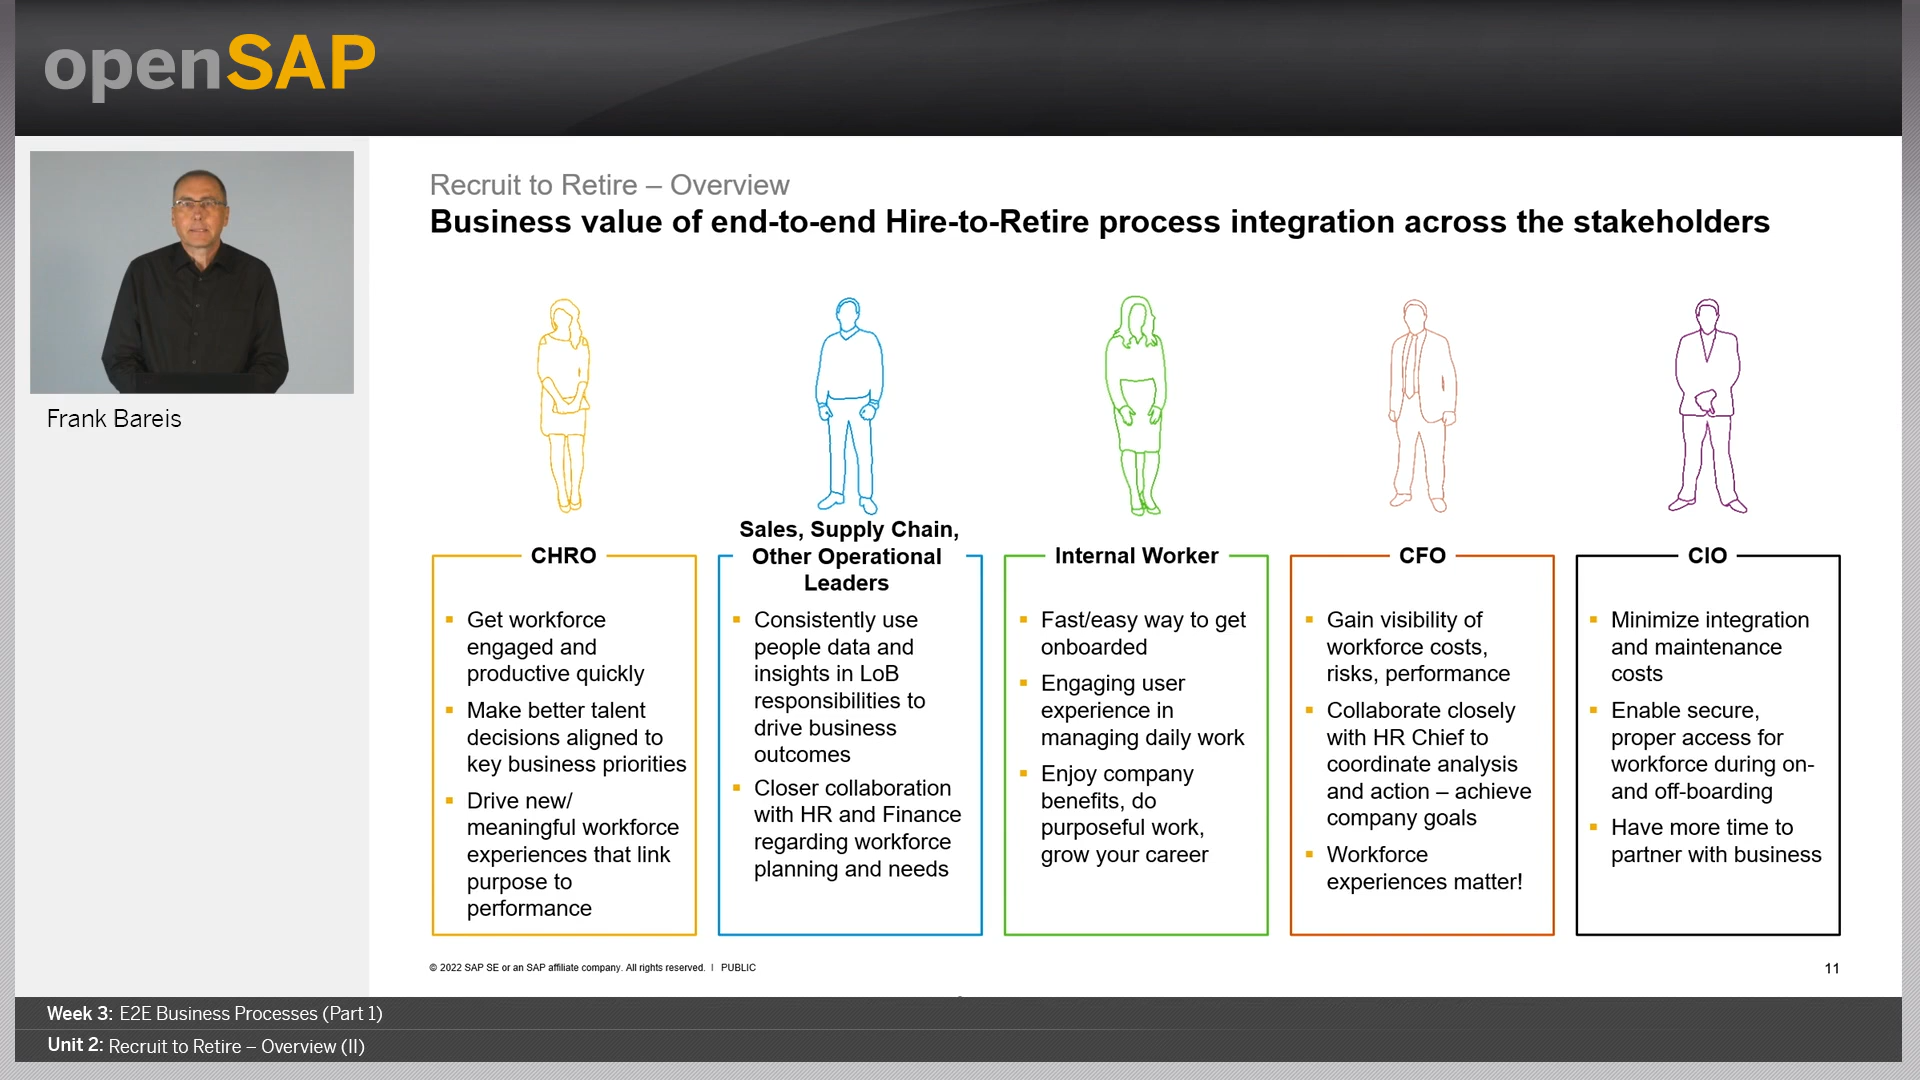 openSAP
Frank Bareis
Recruit to Retire – Overview
Business value of end-to-end Hire-to-Retire process integration across the stakeholders
CHRO
▪ Get workforce
engaged and
productive quickly
▪ Make better talent
decisions aligned to
key business priorities
▪ Drive new/
meaningful workforce
experiences that link
purpose to
performance
Sales, Supply Chain,
Other Operational
Leaders
▪ Consistently use
people data and
insights in LoB
responsibilities to
drive business
outcomes
▪ Closer collaboration
with HR and Finance
regarding workforce
planning and needs
Internal Worker
▪ Fast/easy way to get
onboarded
▪ Engaging user
experience in
managing daily work
▪ Enjoy company
benefits, do
purposeful work,
grow your career
CFO
▪ Gain visibility of
workforce costs,
risks, performance
▪ Collaborate closely
with HR Chief to
coordinate analysis
and action – achieve
company goals
▪ Workforce
experiences matter!
CIO
▪ Minimize integration
and maintenance
costs
▪ Enable secure,
proper access for
workforce during on-
and off-boarding
▪ Have more time to
partner with business
© 2022 SAP SE or an SAP affiliate company. All rights reserved. | PUBLIC
11
Week 3: E2E Business Processes (Part 1)
Unit 2: Recruit to Retire – Overview (II)